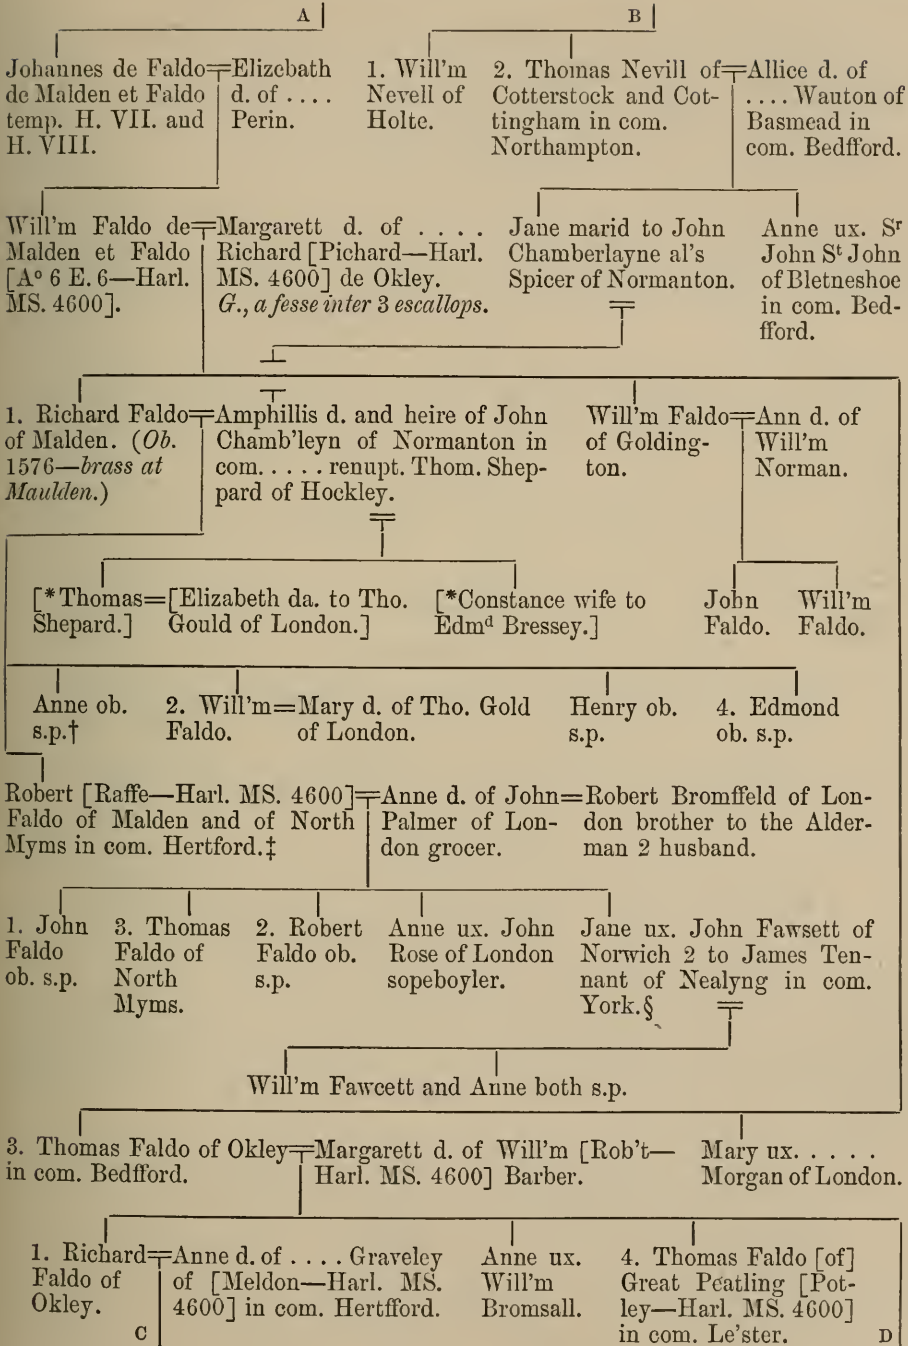 A
B
Johannes de Faldo=Elizebath
de Malden et Faldo d. of ....
temp. H. VII. and Perin.
H. VIII.
1. Will'm
Nevell of
Holte.
2. Thomas Nevill of=Allice d. of
Cotterstock and Cot- .... Wauton of
tingham in com. Basmead in
Northampton. com. Bedfford.
Will'm Faldo de=Margarett d. of ....
Malden et Faldo Richard [Pichard—Harl.
[Aº 6 E. 6—Harl. MS. 4600] de Okley.
MS. 4600]. G., a fesse inter 3 escallops.
Jane marid to John
Chamberlayne al's
Spicer of Normanton.
Anne ux. Sʳ
John Sᵗ John
of Bletneshoe
in com. Bed-
fford.
1. Richard Faldo=Amphillis d. and heire of John
of Malden. (Ob. Chamb'leyn of Normanton in
1576—brass at com. .... renupt. Thom. Shep-
Maulden.) pard of Hockley.
Will'm Faldo=Ann d. of
of Golding- Will'm
ton. Norman.
[*Thomas=[Elizabeth da. to Tho.
Shepard.] Gould of London.]
[*Constance wife to
Edmᵈ Bressey.]
John
Faldo.
Will'm
Faldo.
Anne ob.
s.p.†
2. Will'm=Mary d. of Tho. Gold
Faldo. of London.
Henry ob.
s.p.
4. Edmond
ob. s.p.
Robert [Raffe—Harl. MS. 4600]=Anne d. of John=Robert Bromffeld of Lon-
Faldo of Malden and of North Palmer of Lon- don brother to the Alder-
Myms in com. Hertford.‡ don grocer. man 2 husband.
1. John
Faldo
ob. s.p.
3. Thomas
Faldo of
North
Myms.
2. Robert
Faldo ob.
s.p.
Anne ux. John
Rose of London
sopeboyler.
Jane ux. John Fawsett of
Norwich 2 to James Ten-
nant of Nealyng in com.
York.§
Will'm Fawcett and Anne both s.p.
3. Thomas Faldo of Okley=Margarett d. of Will'm [Rob't—
in com. Bedfford. Harl. MS. 4600] Barber.
Mary ux. ....
Morgan of London.
1. Richard=Anne d. of .... Graveley
Faldo of of [Meldon—Harl. MS.
Okley. 4600] in com. Hertfford.
Anne ux.
Will'm
Bromsall.
4. Thomas Faldo [of]
Great Peatling [Pot-
ley—Harl. MS. 4600]
in com. Le'ster.
C
D